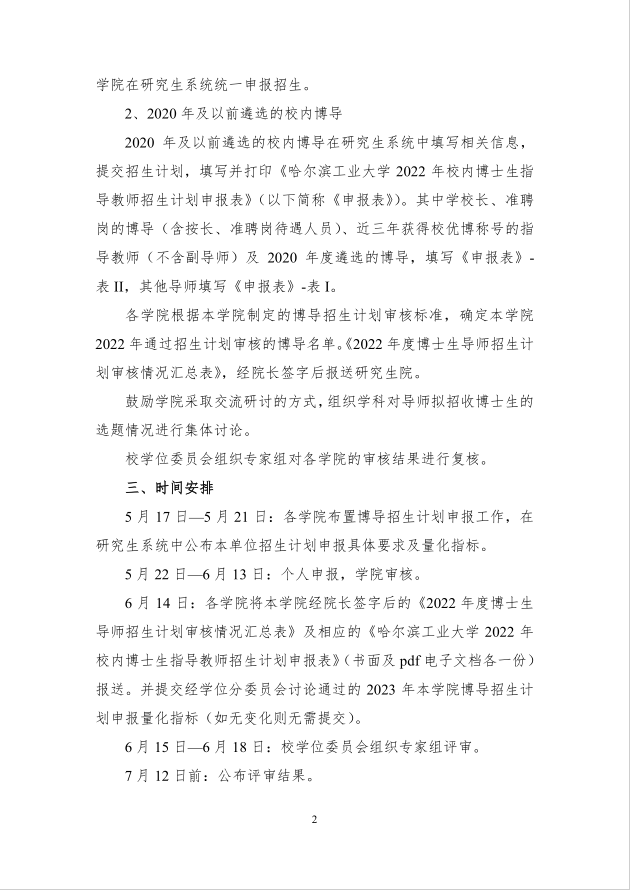 学院在研究生系统统一申报招生。
2、2020 年及以前遴选的校内博导
2020 年及以前遴选的校内博导在研究生系统中填写相关信息，
提交招生计划，填写并打印《哈尔滨工业大学 2022 年校内博士生指
导教师招生计划申报表》（以下简称《申报表》）。其中学校长、准聘
岗的博导（含按长、准聘岗待遇人员）、近三年获得校优博称号的指
导教师（不含副导师）及 2020 年度遴选的博导，填写《申报表》-
表 II，其他导师填写《申报表》-表 I。
各学院根据本学院制定的博导招生计划审核标准，确定本学院
2022 年通过招生计划审核的博导名单。《2022 年度博士生导师招生计
划审核情况汇总表》，经院长签字后报送研究生院。
鼓励学院采取交流研讨的方式，组织学科对导师拟招收博士生的
选题情况进行集体讨论。
校学位委员会组织专家组对各学院的审核结果进行复核。
三、时间安排
5 月 17 日—5 月 21 日：各学院布置博导招生计划申报工作，在
研究生系统中公布本单位招生计划申报具体要求及量化指标。
5 月 22 日—6 月 13 日：个人申报，学院审核。
6 月 14 日：各学院将本学院经院长签字后的《2022 年度博士生
导师招生计划审核情况汇总表》及相应的《哈尔滨工业大学 2022 年
校内博士生指导教师招生计划申报表》（书面及 pdf 电子文档各一份）
报送。并提交经学位分委员会讨论通过的 2023 年本学院博导招生计
划申报量化指标（如无变化则无需提交）。
6 月 15 日—6 月 18 日：校学位委员会组织专家组评审。
7 月 12 日前：公布评审结果。
2